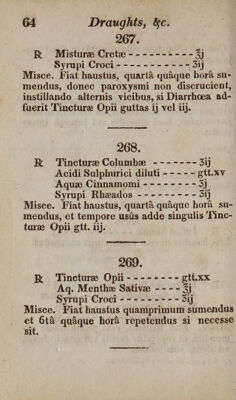 64 Draughts, &c.
267.
℞ Misturæ Cretæ - - - - - - - - - - - ℥j
Syrupi Croci - - - - - - - - - - - - ʒij
Misce. Fiat haustus, quartâ quâque horâ su-
mendus, donec paroxysmi non discrucient,
instillando alternis vicibus, si Diarrhœa ad-
fuerit Tincturæ Opii guttas ij vel iij.
268.
℞ Tincturæ Columbæ - - - - - - - ʒij
Acidi Sulphurici diluti - - - - - gtt.xv
Aquæ Cinnamomi - - - - - - - - ℥j
Syrupi Rhæados - - - - - - - - - ʒij
Misce. Fiat haustus, quartâ quâque horâ su-
mendus, et tempore usûs adde singulis Tinc-
turæ Opii gtt. iij.
269.
℞ Tincturæ Opii - - - - - - - - gtt.xx
Aq. Menthæ Sativæ - - - - ℥j
Syrupi Croci - - - - - - - - - - ʒij
Misce. Fiat haustus quamprimum sumendus
et 6tâ quâque horâ repetendus si necesse
sit.